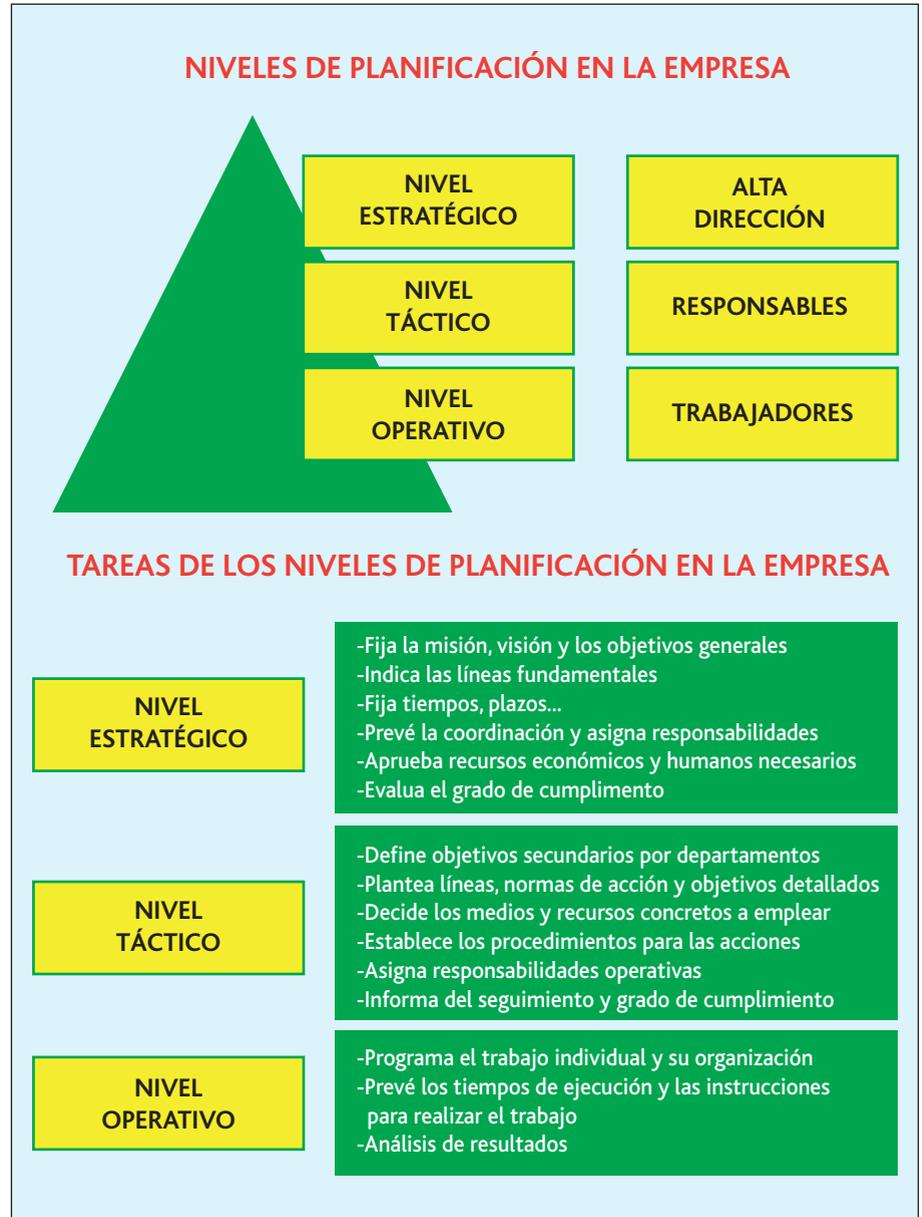 NIVELES DE PLANIFICACIÓN EN LA EMPRESA
NIVEL
ESTRATÉGICO
ALTA
DIRECCIÓN
NIVEL
TÁCTICO
RESPONSABLES
NIVEL
OPERATIVO
TRABAJADORES
TAREAS DE LOS NIVELES DE PLANIFICACIÓN EN LA EMPRESA
NIVEL
ESTRATÉGICO
-Fija la misión, visión y los objetivos generales
-Indica las líneas fundamentales
-Fija tiempos, plazos...
-Prevé la coordinación y asigna responsabilidades
-Aprueba recursos económicos y humanos necesarios
-Evalua el grado de cumplimento
NIVEL
TÁCTICO
-Define objetivos secundarios por departamentos
-Plantea líneas, normas de acción y objetivos detallados
-Decide los medios y recursos concretos a emplear
-Establece los procedimientos para las acciones
-Asigna responsabilidades operativas
-Informa del seguimiento y grado de cumplimiento
NIVEL
OPERATIVO
-Programa el trabajo individual y su organización
-Prevé los tiempos de ejecución y las instrucciones
para realizar el trabajo
-Análisis de resultados